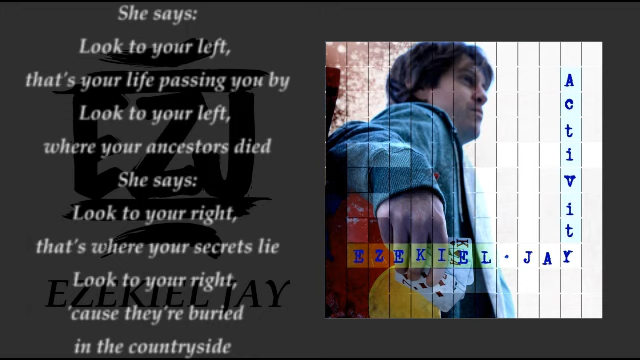 She says:
Look to your left,
that's your life passing you by
Look to your left,
where your ancestors died
She says:
Look to your right,
that's where your secrets lie
Look to your right,
'cause they're buried
in the countryside
EZJ
EZEKIEL JAY
Activity
EZEKIEL·JAY